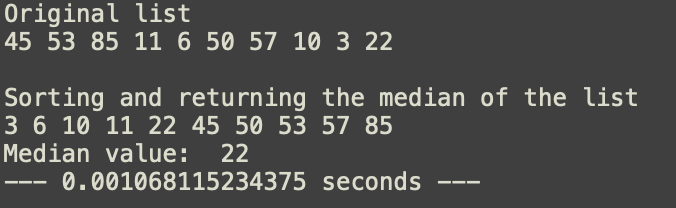 Original list
45 53 85 11 6 50 57 10 3 22
Sorting and returning the median of the list
3 6 10 11 22 45 50 53 57 85
Median value:  22
--- 0.001068115234375 seconds ---